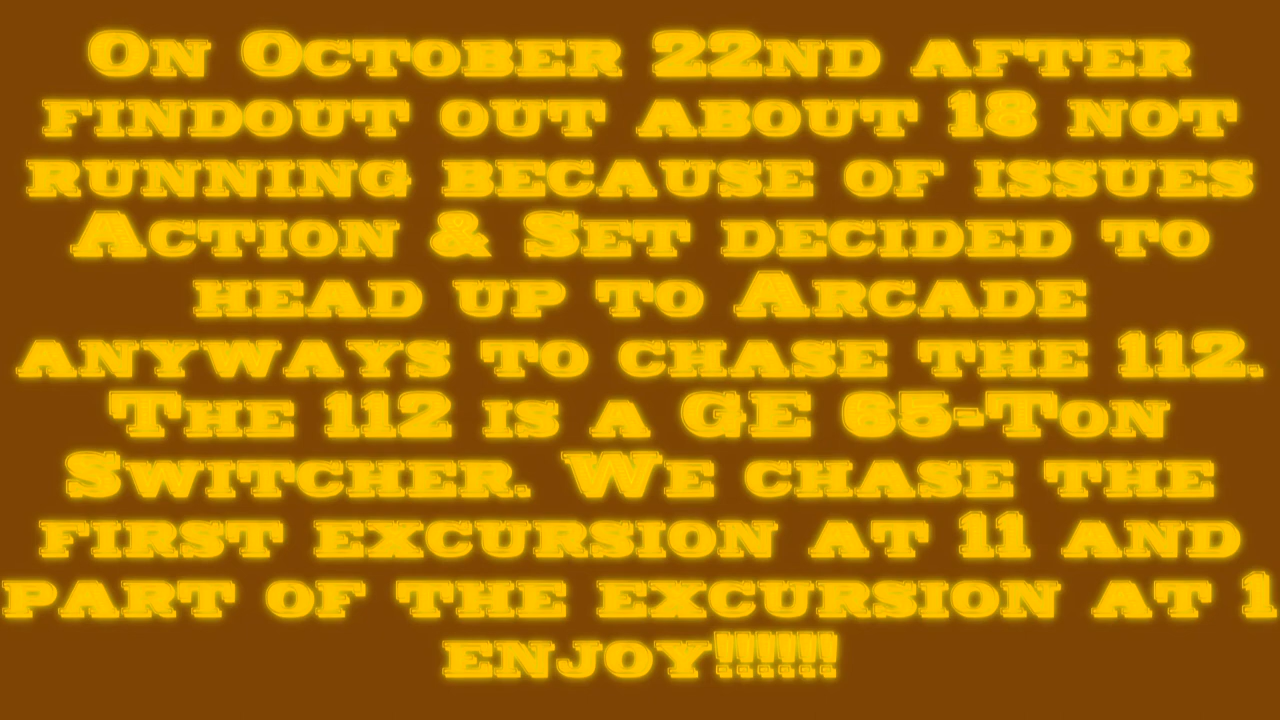 On October 22nd after
findout out about 18 not
running because of issues
Action & Set decided to
head up to Arcade
anyways to chase the 112.
The 112 is a GE 65-Ton
Switcher. We chase the
first excursion at 11 and
part of the excursion at 1
enjoy!!!!!!